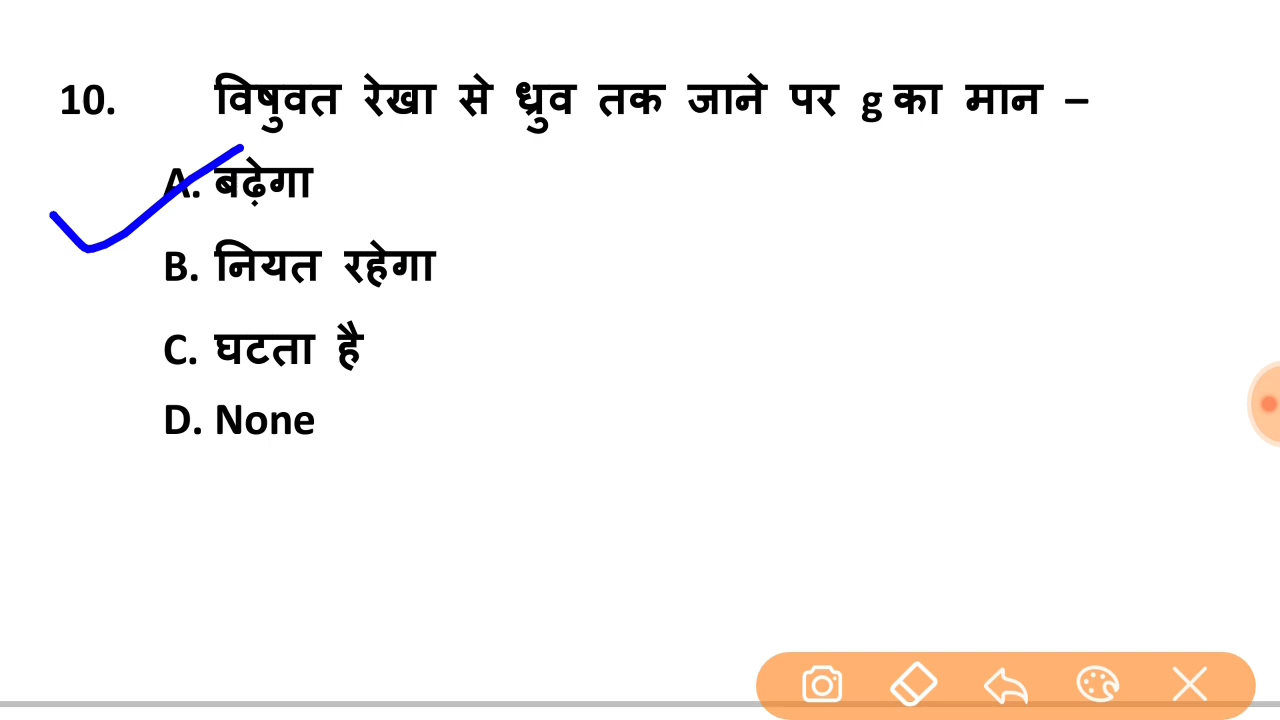 10. विषुवत रेखा से ध्रुव तक जाने पर g का मान –
A. बढ़ेगा
B. नियत रहेगा
C. घटता है
D. None